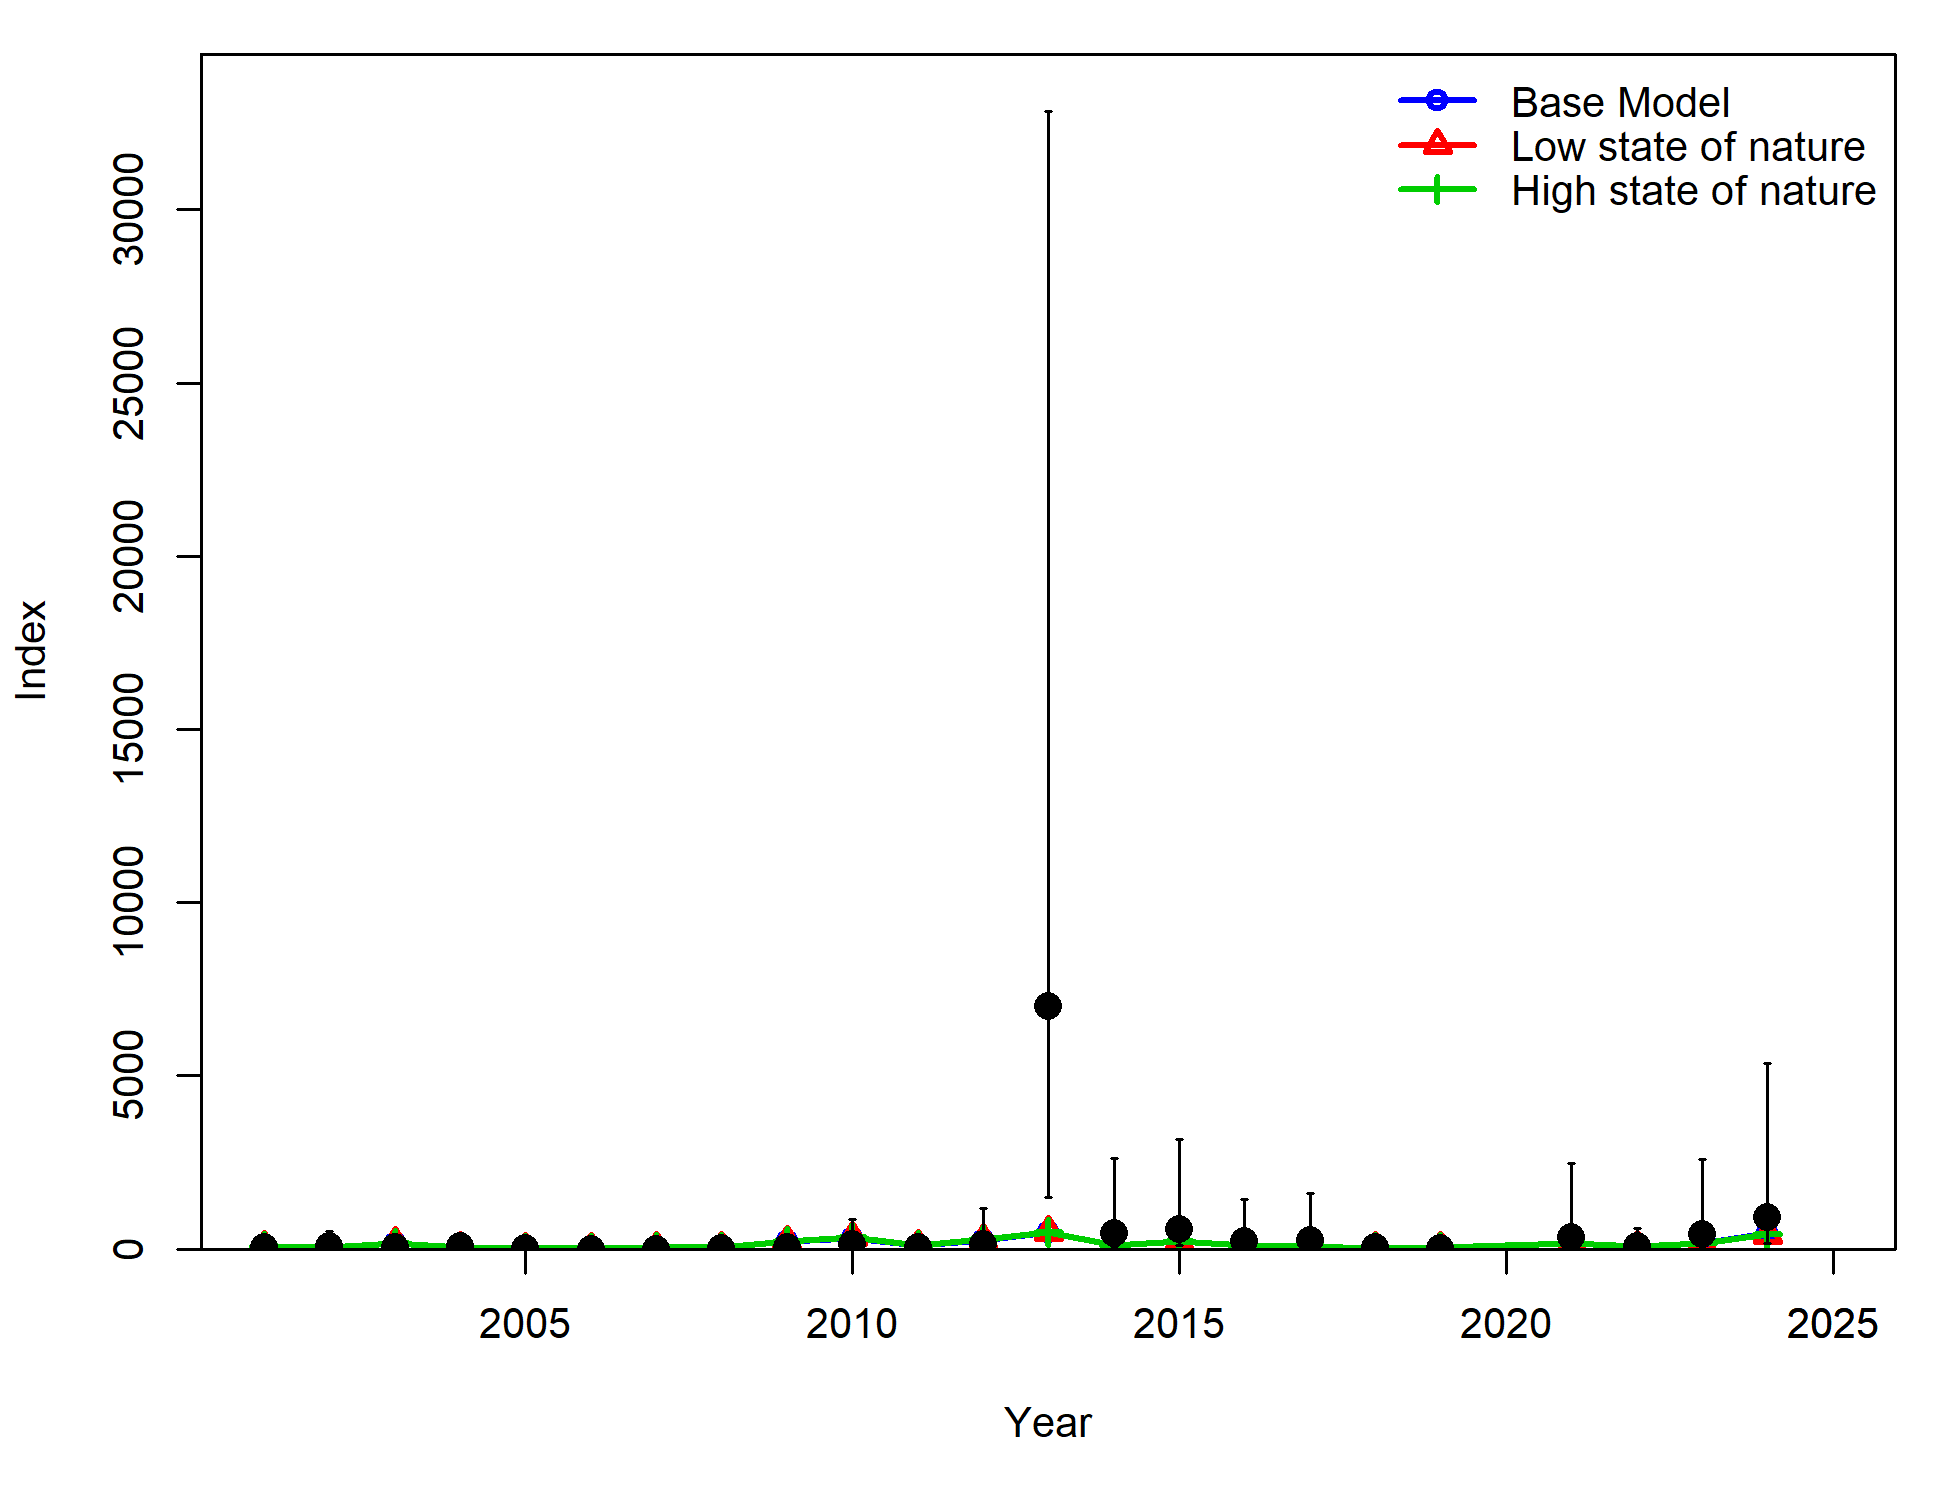 Base Model
Low state of nature
High state of nature
30000
25000
20000
15000
10000
5000
0
Index
2005
2010
2015
2020
2025
Year